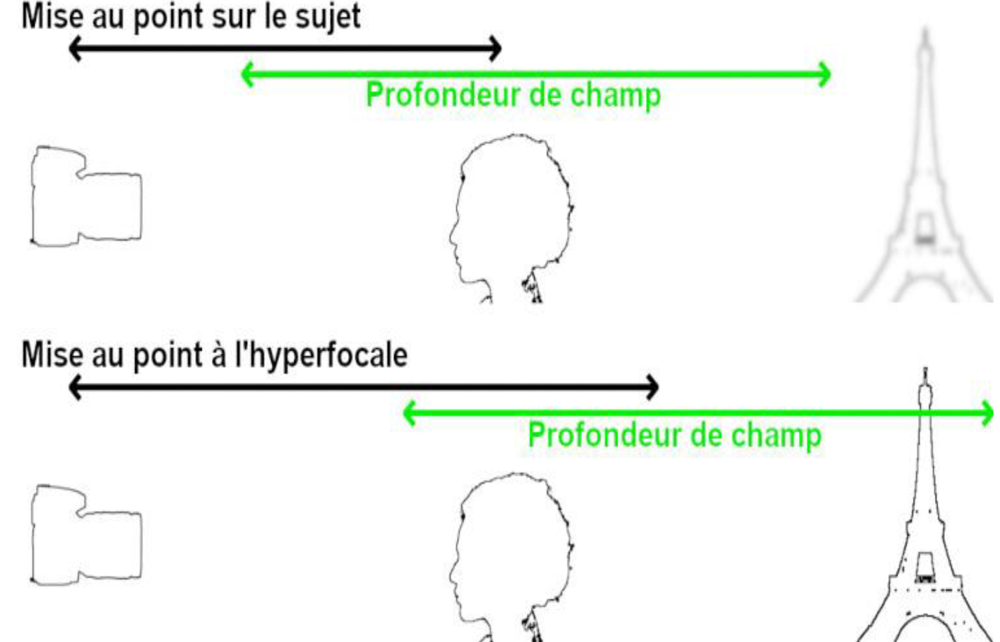 Mise au point sur le sujet
Profondeur de champ
Mise au point à l'hyperfocale
Profondeur de champ